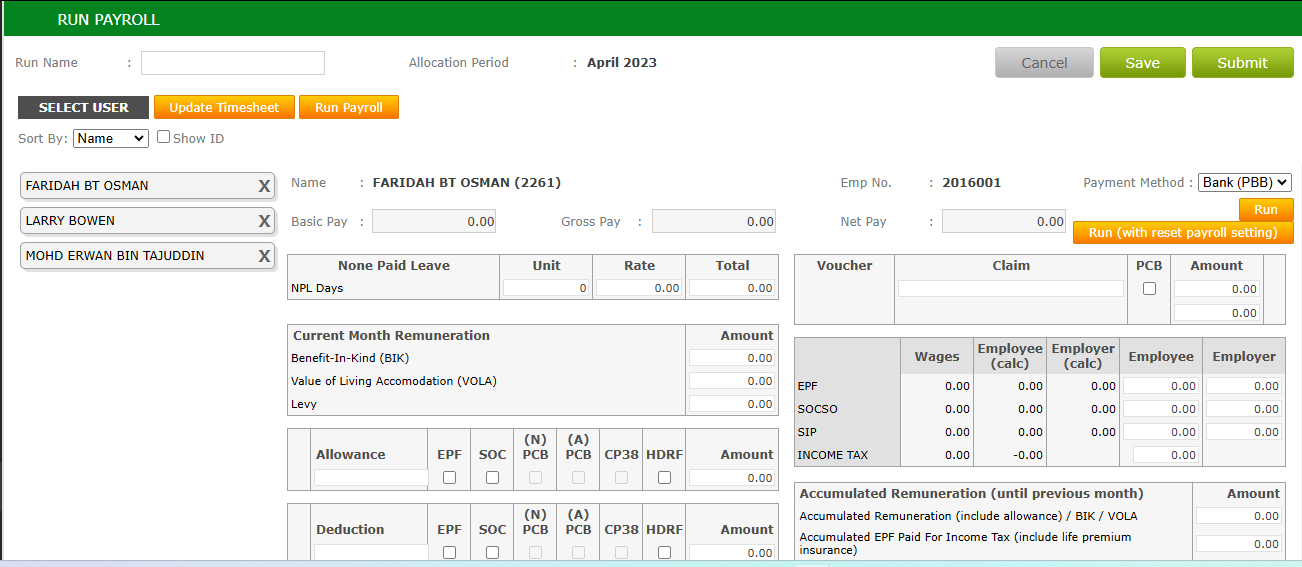 RUN PAYROLL
Run Name :
Allocation Period : April 2023
Cancel Save Submit
SELECT USER Update Timesheet Run Payroll
Sort By: Name Show ID
FARIDAH BT OSMAN X
LARRY BOWEN X
MOHD ERWAN BIN TAJUDDIN X
Name : FARIDAH BT OSMAN (2261) Emp No. : 2016001 Payment Method : Bank (PBB)
Basic Pay : 0.00 Gross Pay : 0.00 Net Pay : 0.00 Run
Run (with reset payroll setting)
None Paid Leave Unit Rate Total
NPL Days 0 0.00 0.00
Current Month Remuneration Amount
Benefit-In-Kind (BIK) 0.00
Value of Living Accomodation (VOLA) 0.00
Levy 0.00
Allowance EPF SOC (N) PCB (A) PCB CP38 HDRF Amount
0.00
Deduction EPF SOC (N) PCB (A) PCB CP38 HDRF Amount
0.00
Voucher Claim PCB Amount
0.00
0.00
Wages Employee (calc) Employer (calc) Employee Employer
EPF 0.00 0.00 0.00 0.00 0.00
SOCSO 0.00 0.00 0.00 0.00 0.00
SIP 0.00 0.00 0.00 0.00 0.00
INCOME TAX 0.00 -0.00 0.00
Accumulated Remuneration (until previous month) Amount
Accumulated Remuneration (include allowance) / BIK / VOLA 0.00
Accumulated EPF Paid For Income Tax (include life premium
insurance) 0.00